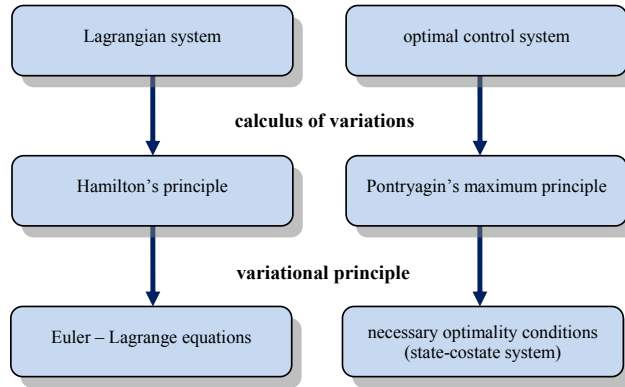 Lagrangian system
optimal control system
calculus of variations
Hamilton's principle
Pontryagin's maximum principle
variational principle
Euler – Lagrange equations
necessary optimality conditions
(state-costate system)